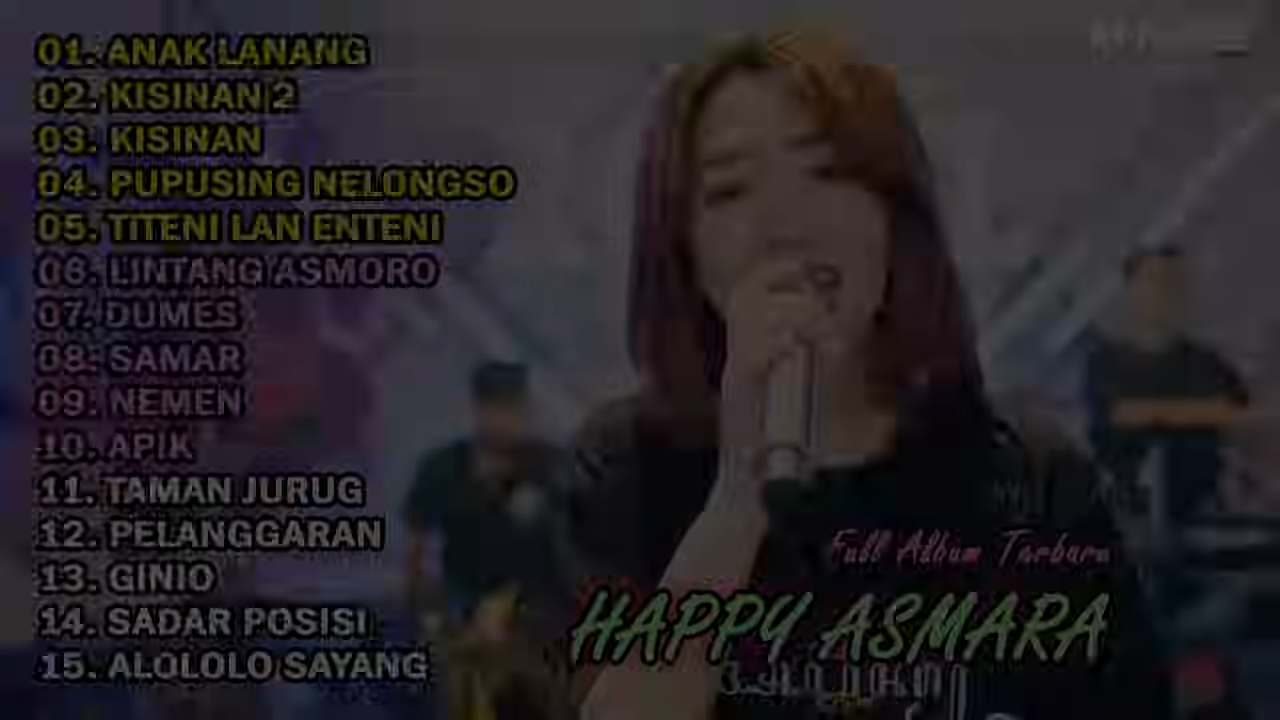 01. ANAK LANANG
02. KISINAN 2
03. KISINAN
04. PUPUSING NELONGSO
05. TITENI LAN ENTENI
06. LINTANG ASMORO
07. DUMES
08. SAMAR
09. NEMEN
10. APIK
11. TAMAN JURUG
12. PELANGGARAN
13. GINIO
14. SADAR POSISI
15. ALOLOLO SAYANG
Full Album Tarbaru
HAPPY ASMARA